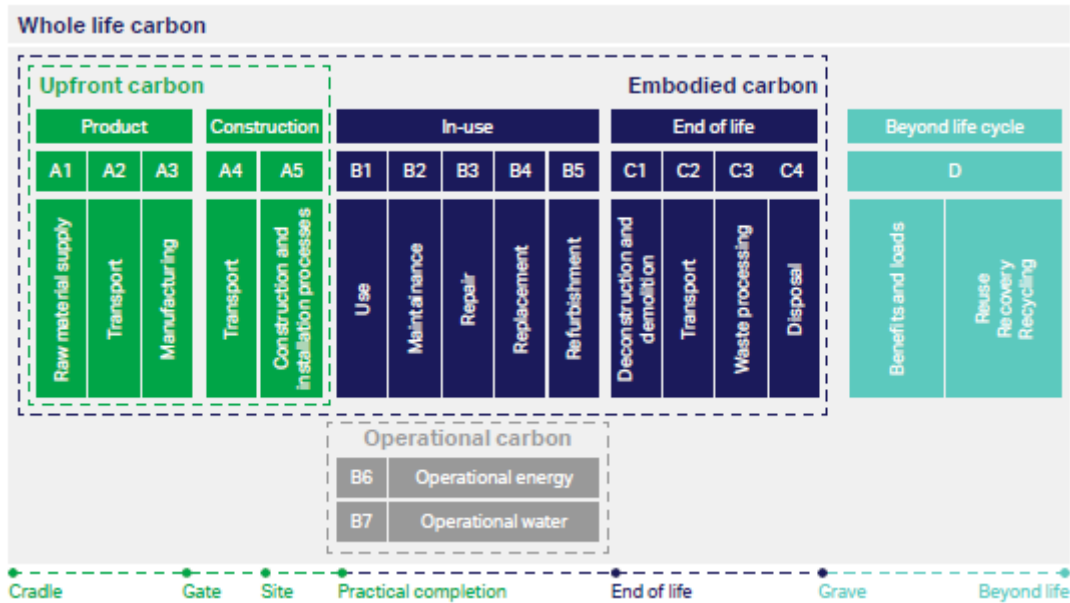 Whole life carbon
Upfront carbon
Embodied carbon
Product
Construction
In-use
End of life
Beyond life cycle
A1
A2
A3
A4
A5
B1
B2
B3
B4
B5
C1
C2
C3
C4
D
Raw material supply
Transport
Manufacturing
Transport
Construction and
installation processes
Use
Maintainance
Repair
Replacement
Refurbishment
Deconstruction and
demolition
Transport
Waste processing
Disposal
Benefits and loads
Reuse
Recovery
Recycling
Operational carbon
B6
Operational energy
B7
Operational water
Cradle
Gate
Site
Practical completion
End of life
Grave
Beyond life